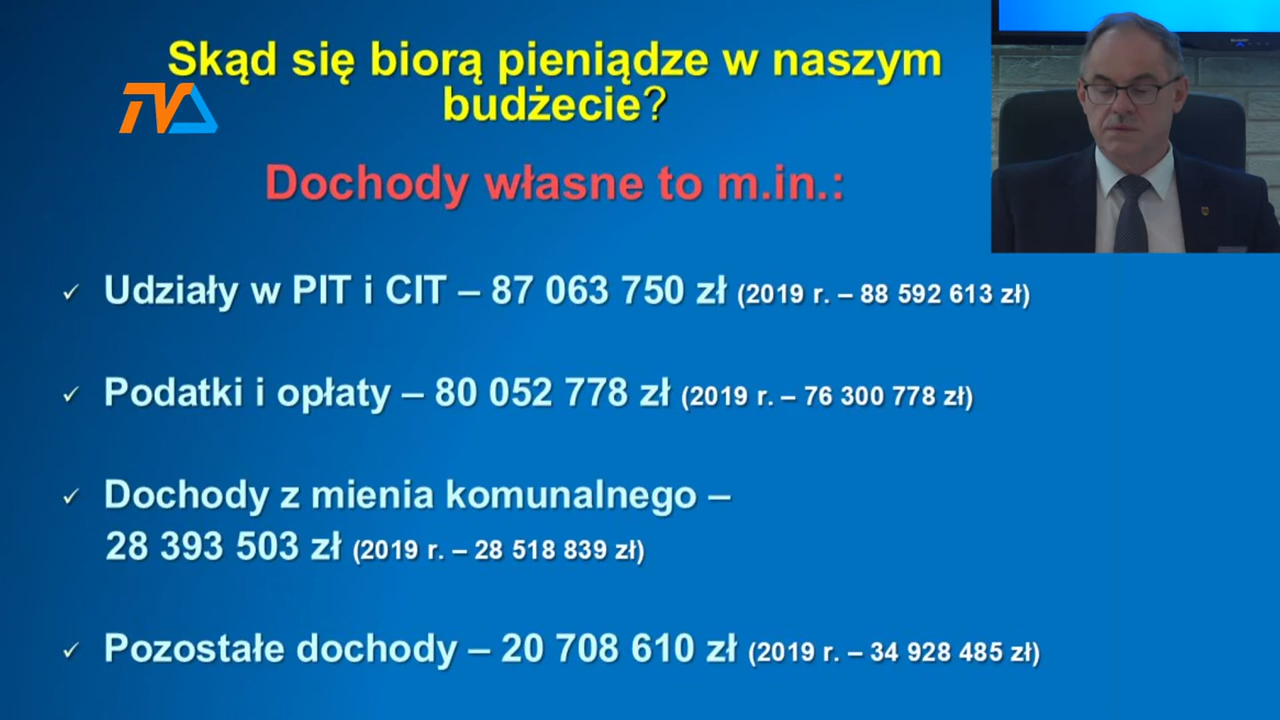 Skąd się biorą pieniądze w naszym
budżecie?
TVA
Dochody własne to m.in.:
✓ Udziały w PIT i CIT – 87 063 750 zł (2019 r. – 88 592 613 zł)
✓ Podatki i opłaty – 80 052 778 zł (2019 r. – 76 300 778 zł)
✓ Dochody z mienia komunalnego –
28 393 503 zł (2019 r. – 28 518 839 zł)
✓ Pozostałe dochody – 20 708 610 zł (2019 r. – 34 928 485 zł)